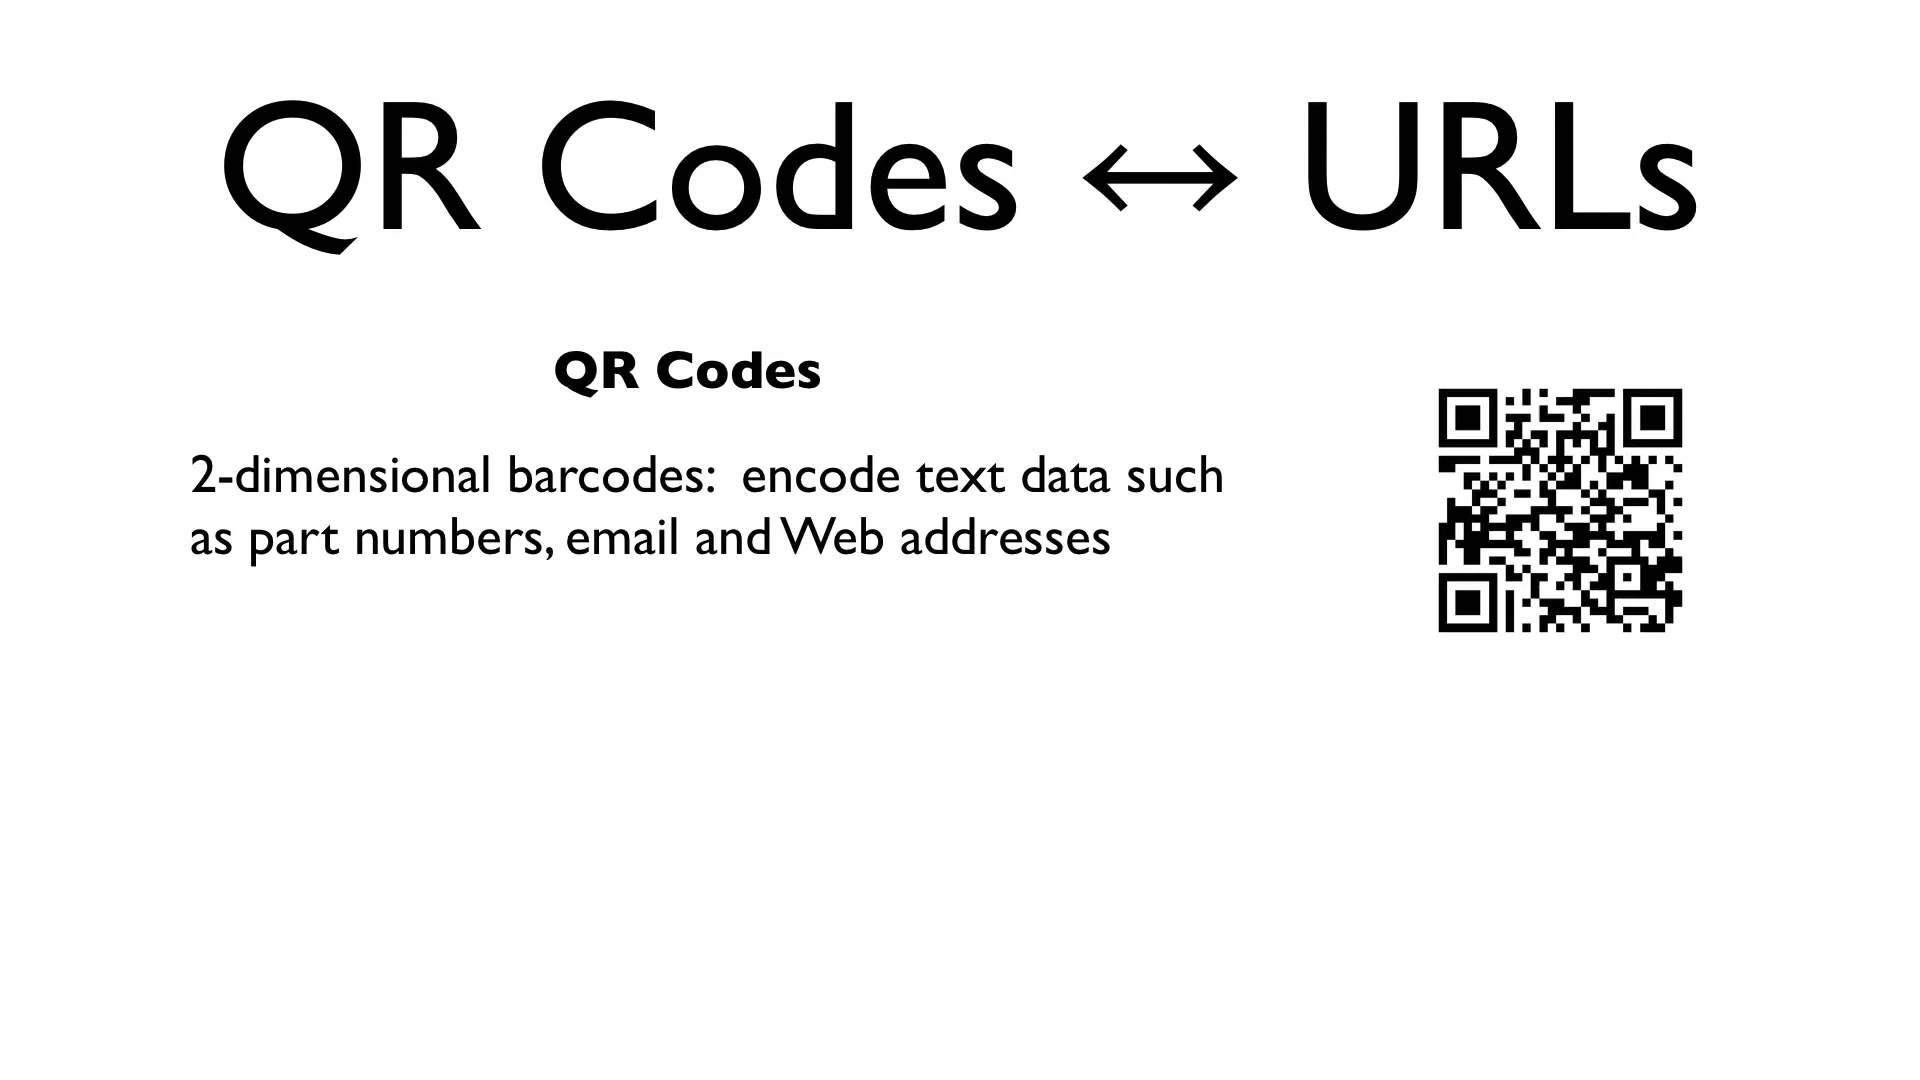 QR Codes ↔ URLs
QR Codes
2-dimensional barcodes:  encode text data such
as part numbers, email and Web addresses